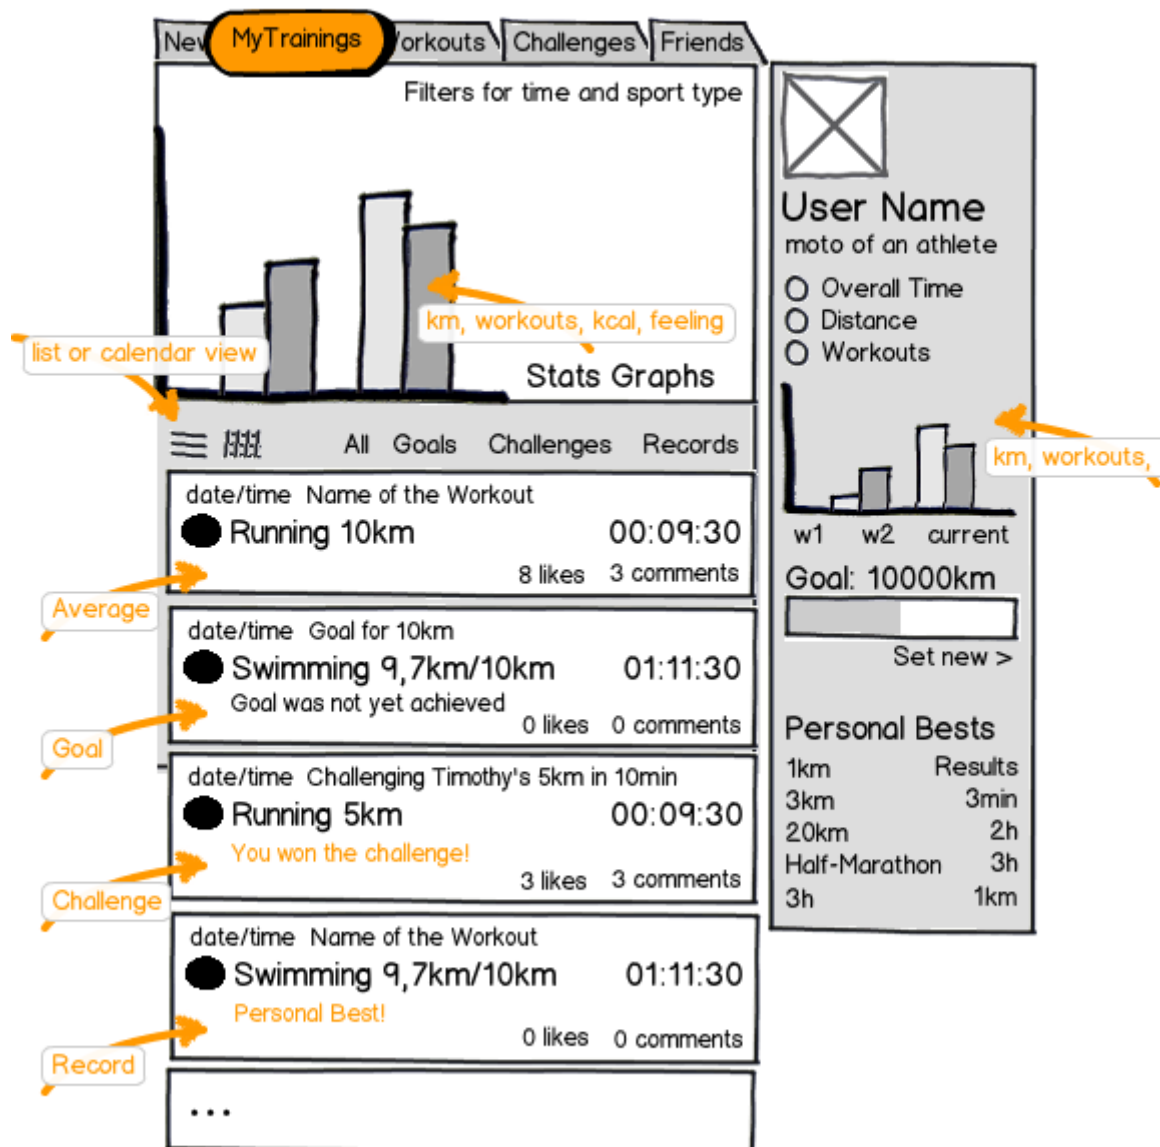 New MyTrainings orkouts Challenges Friends
Filters for time and sport type
km, workouts, kcal, feeling
list or calendar view
Stats Graphs
All Goals Challenges Records
date/time Name of the Workout
Running 10km 00:09:30
8 likes 3 comments
Average
date/time Goal for 10km
Swimming 9,7km/10km 01:11:30
Goal was not yet achieved
0 likes 0 comments
Goal
date/time Challenging Timothy's 5km in 10min
Running 5km 00:09:30
You won the challenge!
3 likes 3 comments
Challenge
date/time Name of the Workout
Swimming 9,7km/10km 01:11:30
Personal Best!
0 likes 0 comments
Record
...
User Name
moto of an athlete
Overall Time
Distance
Workouts
km, workouts,
w1 w2 current
Goal: 10000km
Set new >
Personal Bests
1km Results
3km 3min
20km 2h
Half-Marathon 3h
3h 1km